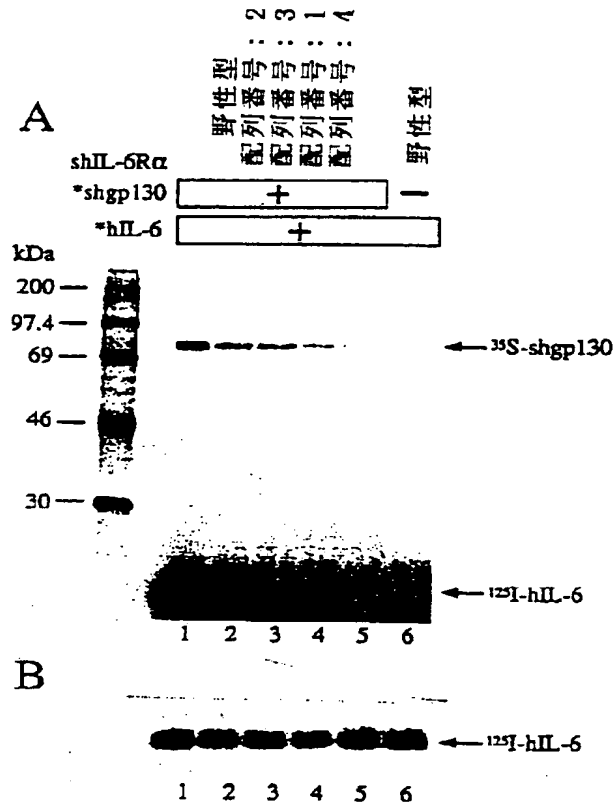 A
野性型
配列番号:2
配列番号:3
配列番号:1
配列番号:4
野性型
shIL-6Rα
*shgp130
+
−
*hIL-6
+
kDa
200
97.4
69
46
30
³⁵S-shgp130
¹²⁵I-hIL-6
1 2 3 4 5 6
B
¹²⁵I-hIL-6
1 2 3 4 5 6